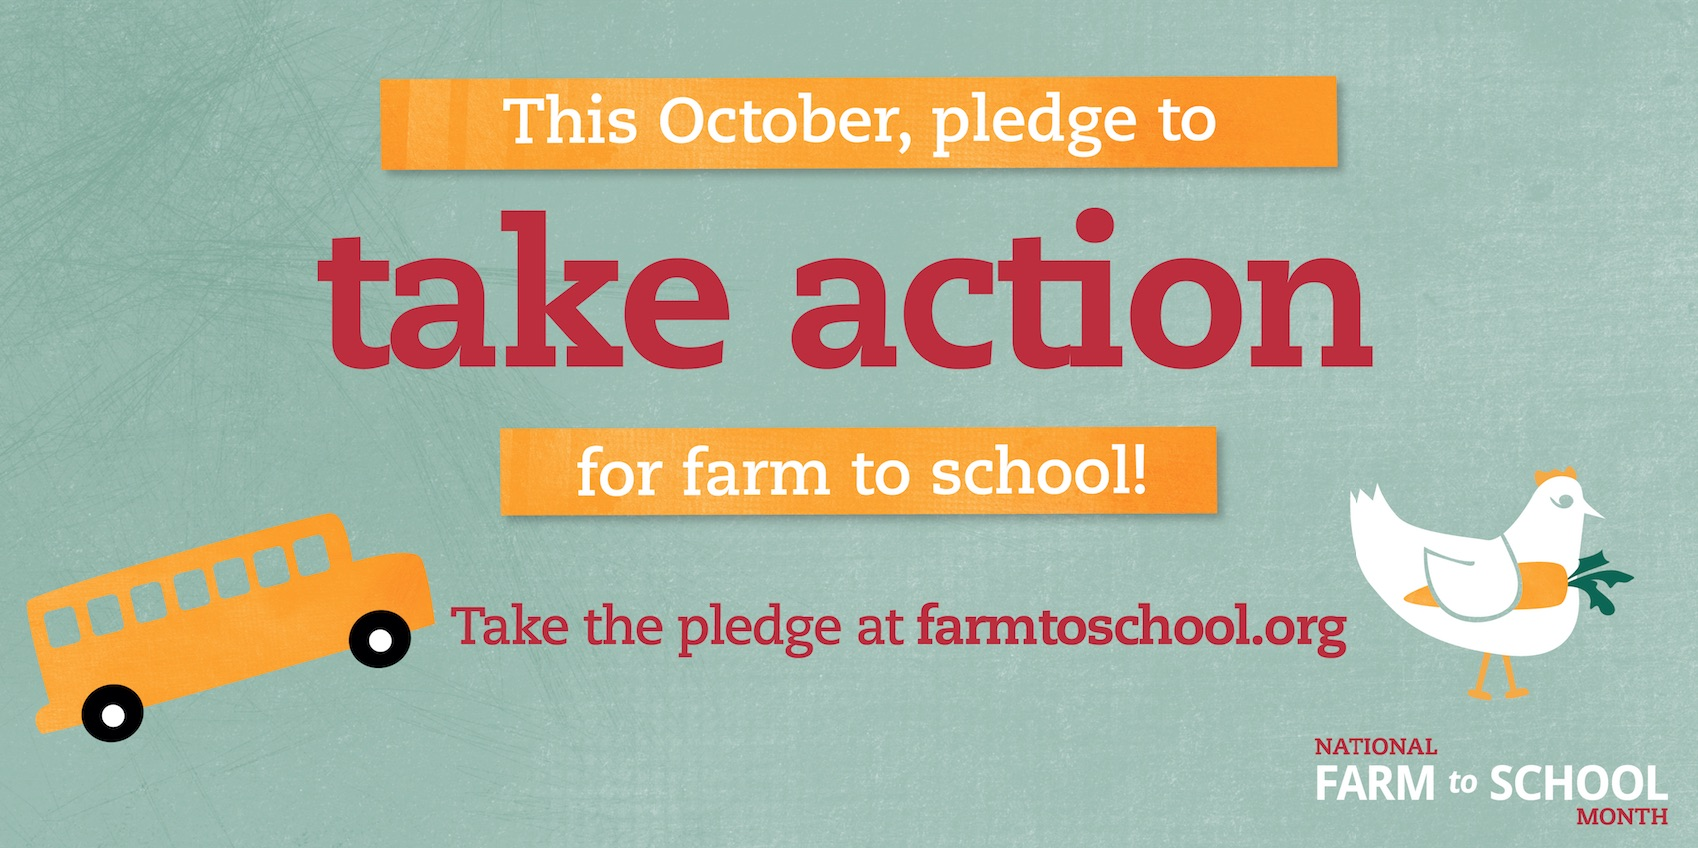 This October, pledge to
take action
for farm to school!
Take the pledge at farmtoschool.org
NATIONAL
FARM to SCHOOL
MONTH